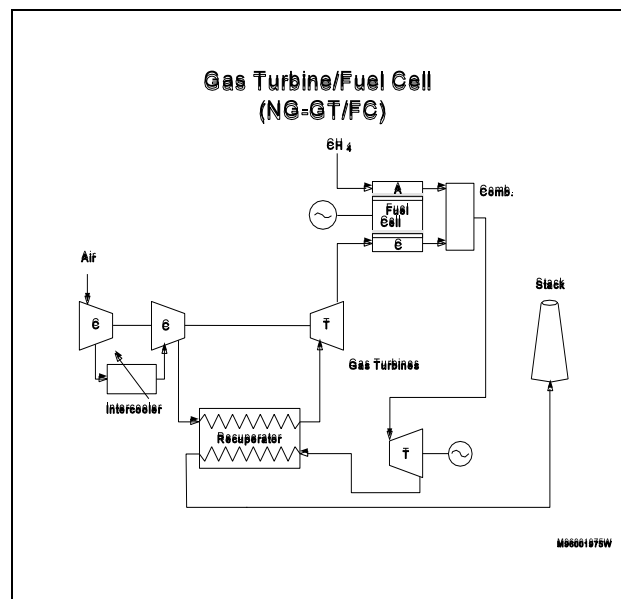 Gas Turbine/Fuel Cell
(NG-GT/FC)
CH4
A
Comb.
Fuel
Cell
C
Air
Stack
C
C
T
Gas Turbines
Intercooler
Recuperator
T
M96001975W